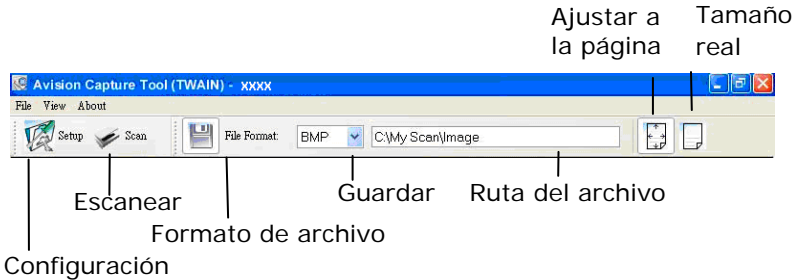 Ajustar a
la página
Tamaño
real
Avision Capture Tool (TWAIN) - xxxx
File View About
Setup Scan File Format: BMP C:\My Scan\Image
Escanear
Guardar
Ruta del archivo
Formato de archivo
Configuración